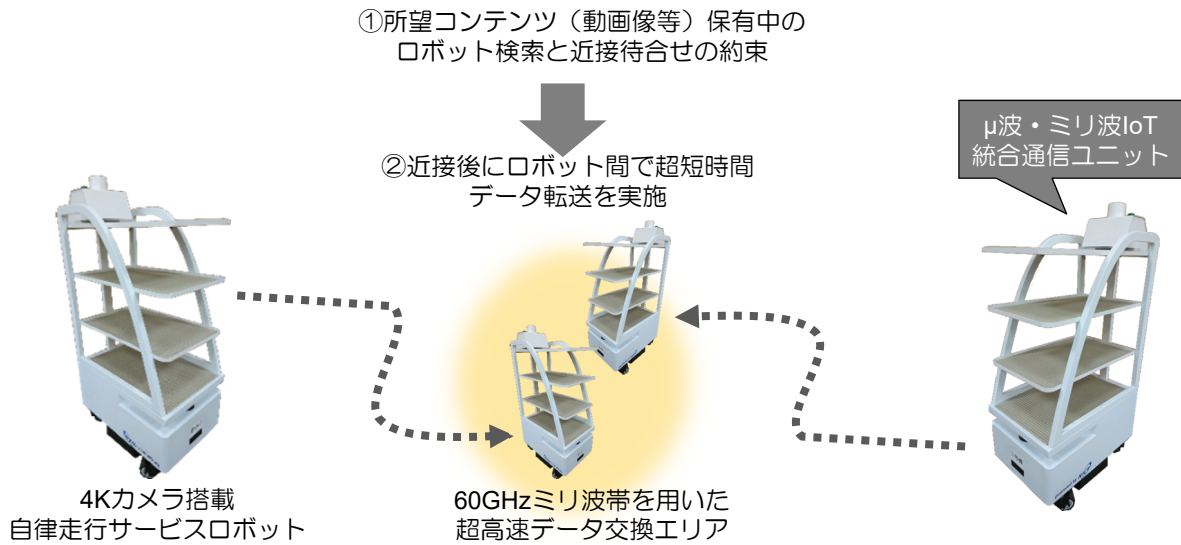 ①所望コンテンツ（動画像等）保有中の
ロボット検索と近接待合せの約束
②近接後にロボット間で超短時間
データ転送を実施
μ波・ミリ波IoT
統合通信ユニット
4Kカメラ搭載
自律走行サービスロボット
60GHzミリ波帯を用いた
超高速データ交換エリア